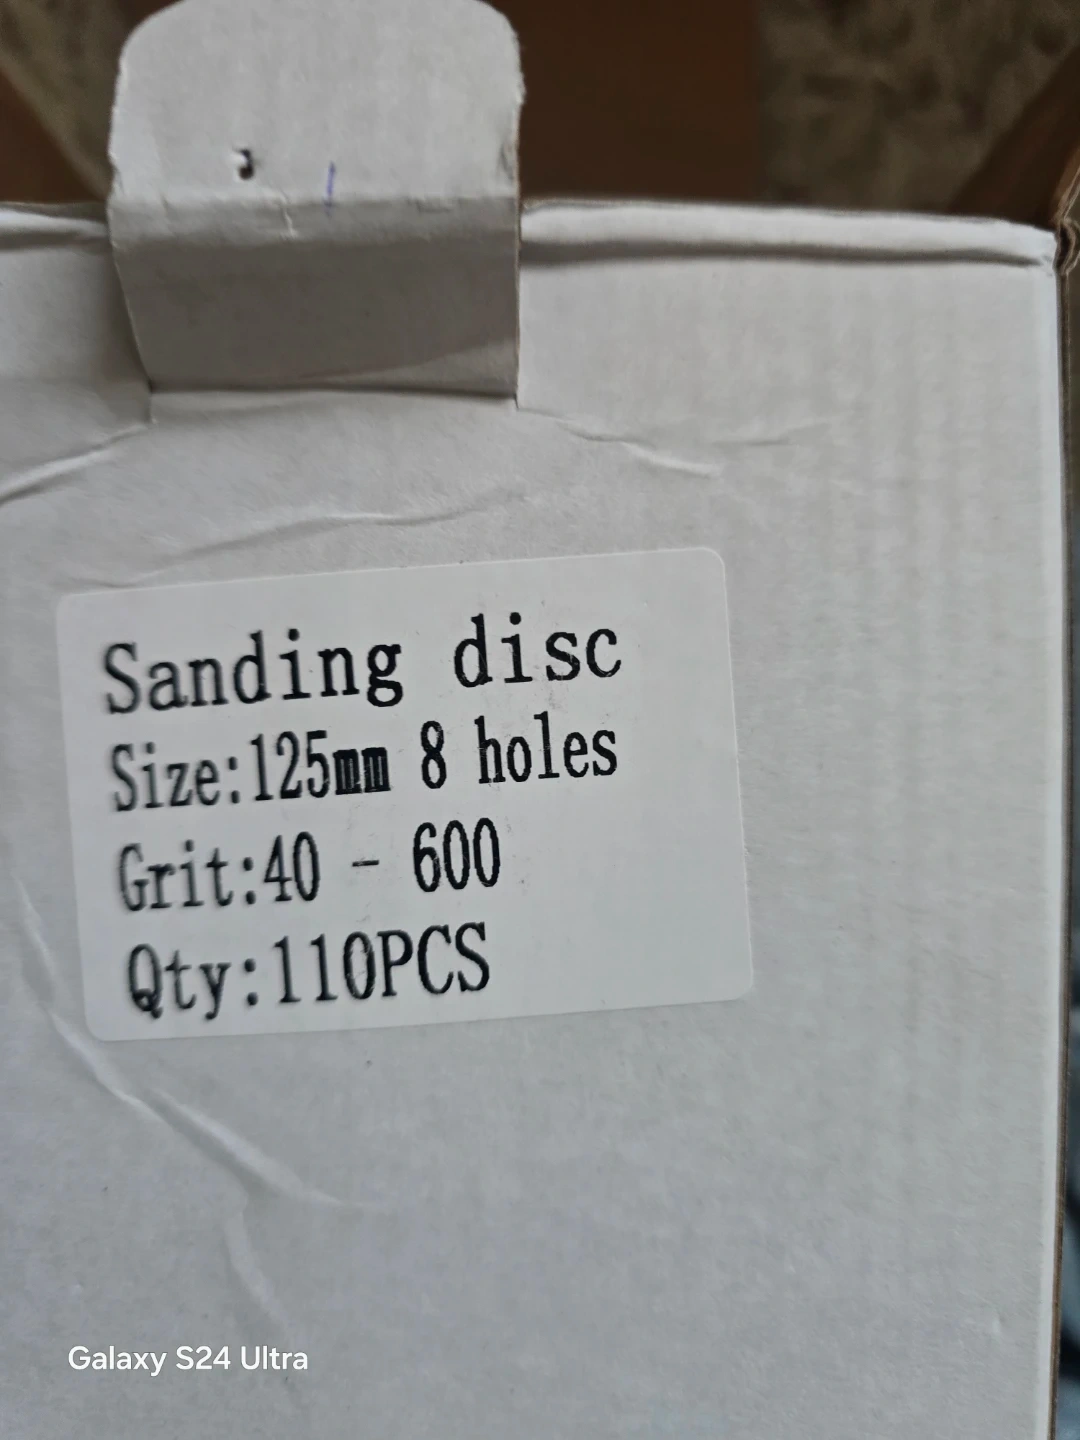 Sanding disc
Size:125mm 8 holes
Grit:40 - 600
Qty:110PCS
Galaxy S24 Ultra